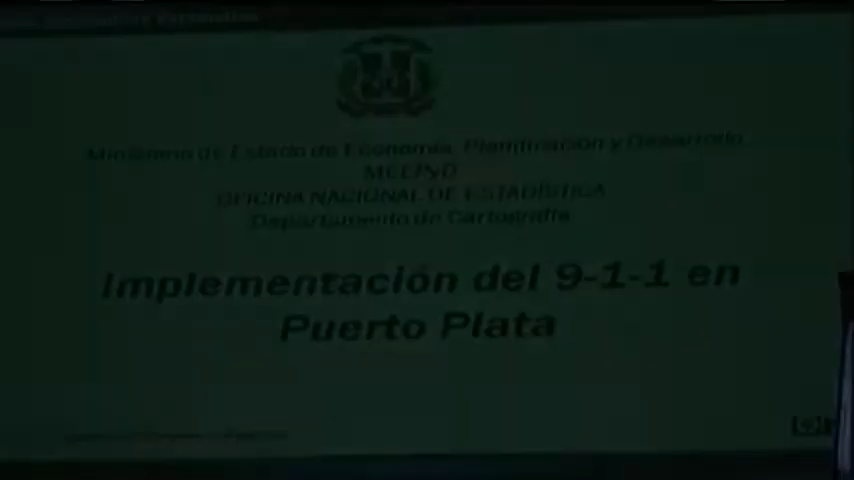 Ministerio de Estado de Economía, Planificación y Desarrollo
OFICINA NACIONAL DE ESTADÍSTICA
Departamento de Cartografía
Implementación del 9-1-1 en
Puerto Plata